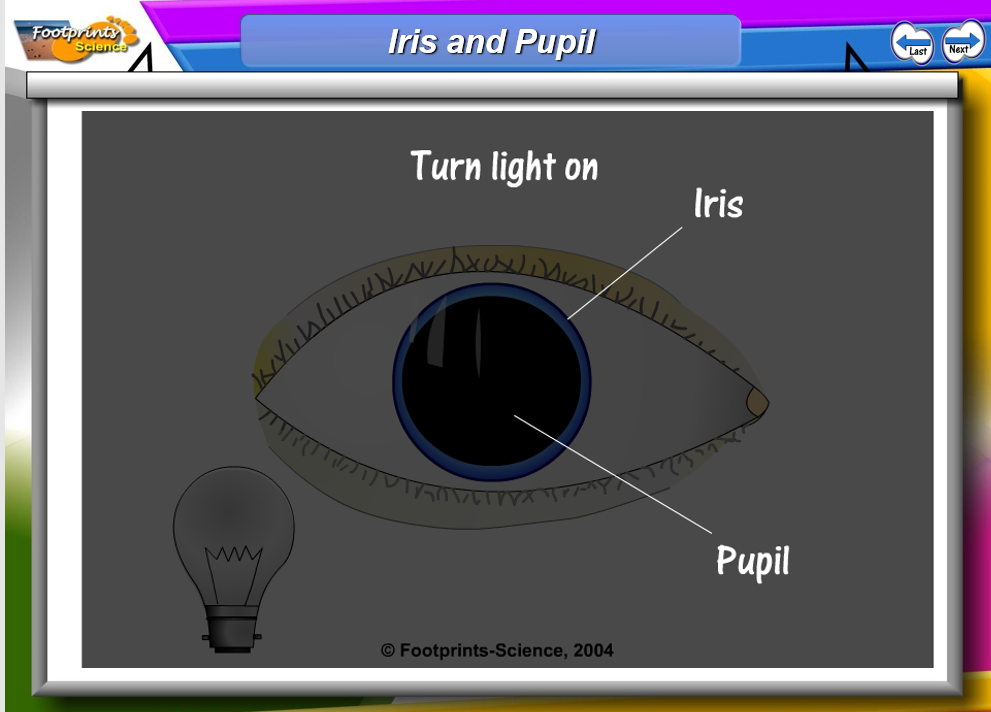 Footprints
Science
Iris and Pupil
Last
Next
Turn light on
Iris
Pupil
© Footprints-Science, 2004